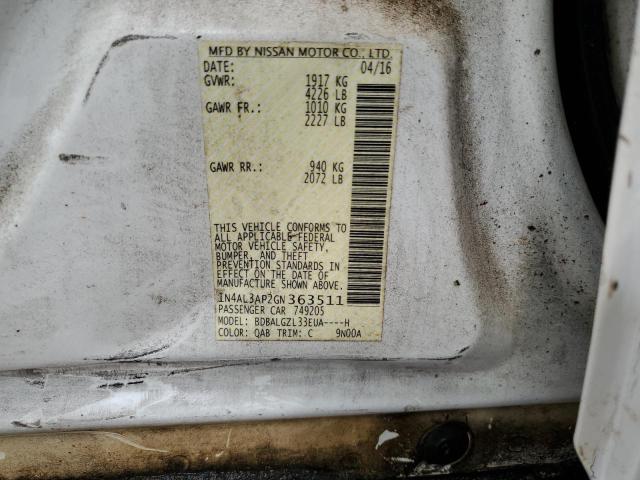 MFD BY NISSAN MOTOR CO., LTD.
DATE: 04/16
GVWR: 1917 KG
4226 LB
GAWR FR.: 1010 KG
2227 LB
GAWR RR.: 940 KG
2072 LB
THIS VEHICLE CONFORMS TO
ALL APPLICABLE FEDERAL
MOTOR VEHICLE SAFETY,
BUMPER, AND THEFT
PREVENTION STANDARDS IN
EFFECT ON THE DATE OF
MANUFACTURE SHOWN ABOVE.
1N4AL3AP2GN363511
PASSENGER CAR 749205
MODEL: BDBALGZL33EUA----H
COLOR: QAB TRIM: C 9N00A